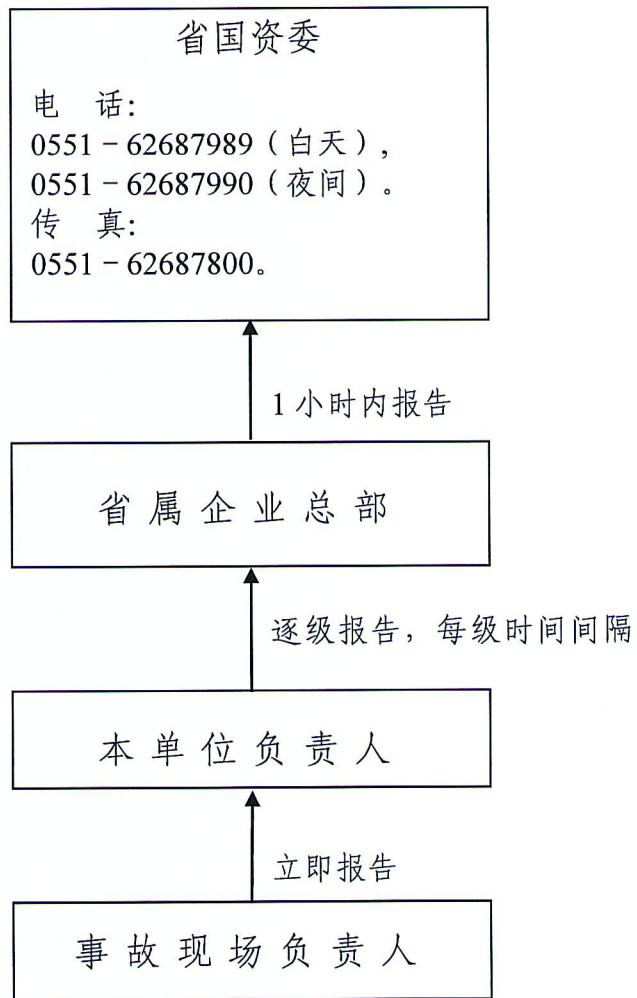 省国资委
电 话:
0551-62687989(白天),
0551-62687990(夜间)。
传 真:
0551-62687800。
1小时内报告
省属企业总部
逐级报告,每级时间间隔
本单位负责人
立即报告
事故现场负责人